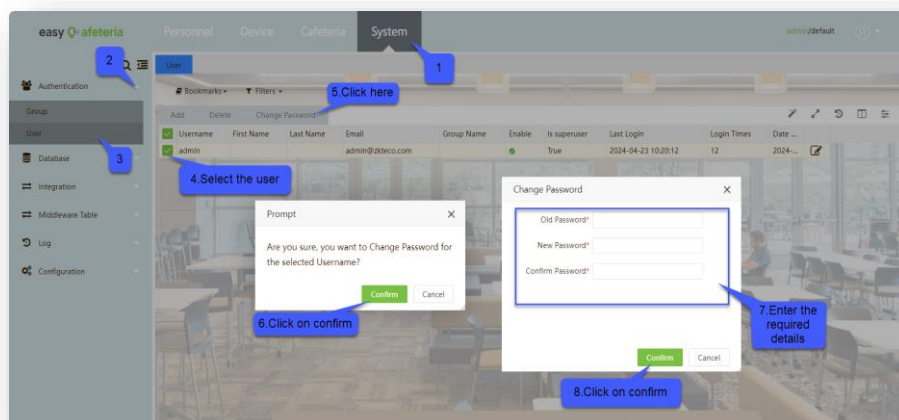 easy Cafeteria
Personnel
Device
Cafeteria
System
admin/default
1
2
User
Authentication
Bookmarks
Filters
5.Click here
Group
Add
Delete
Change Password
User
Username First Name Last Name Email Group Name Enable Is superuser Last Login Login Times Date ...
3
admin admin@zkteco.com True 2024-04-23 10:20:12 12 2024-...
Database
4.Select the user
Integration
Middleware Table
Log
Configuration
Prompt
Are you sure, you want to Change Password for
the selected Username?
Confirm
Cancel
6.Click on confirm
Change Password
Old Password*
New Password*
Confirm Password*
7.Enter the
required
details
Confirm
Cancel
8.Click on confirm